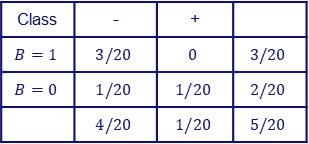 Class - +
B = 1 3/20 0 3/20
B = 0 1/20 1/20 2/20
4/20 1/20 5/20